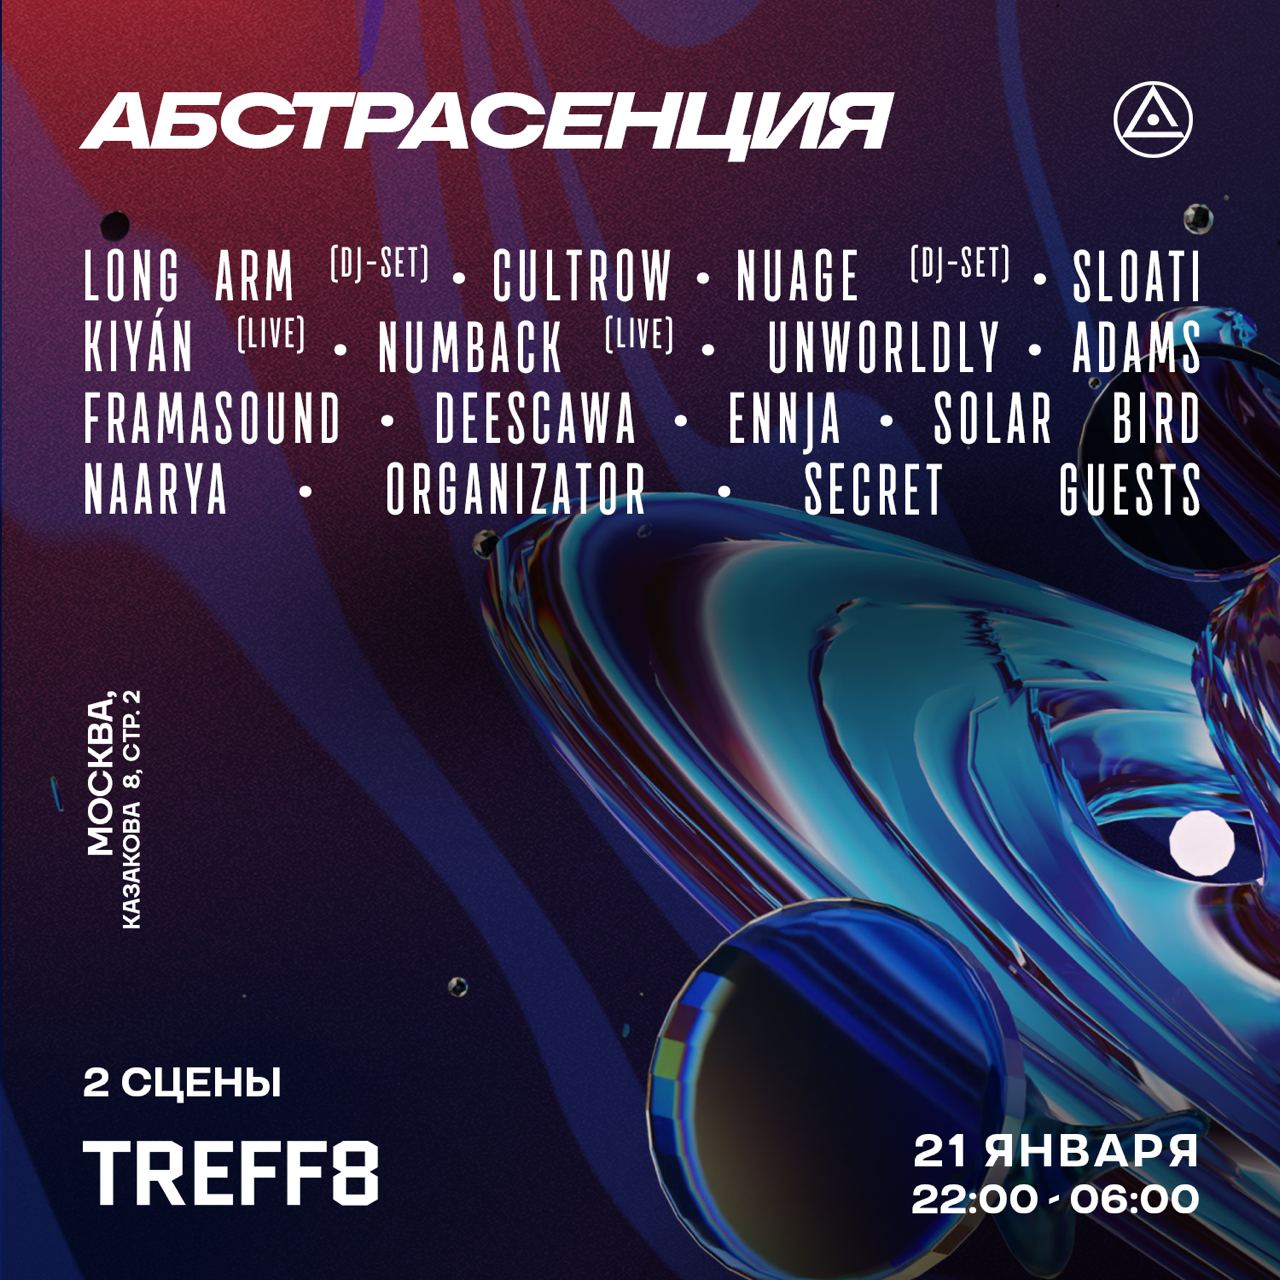 АБСТРАСЕНЦИЯ
LONG ARM (DJ-SET) • CULTROW • NUAGE (DJ-SET) • SLOATI
KIYÁN (LIVE) • NUMBACK (LIVE) • UNWORLDLY • ADAMS
FRAMASOUND • DEESCAWA • ENNJA • SOLAR BIRD
NAARYA • ORGANIZATOR • SECRET GUESTS
МОСКВА,
КАЗАКОВА 8, СТР. 2
2 СЦЕНЫ
TREFF8
21 ЯНВАРЯ
22:00 - 06:00